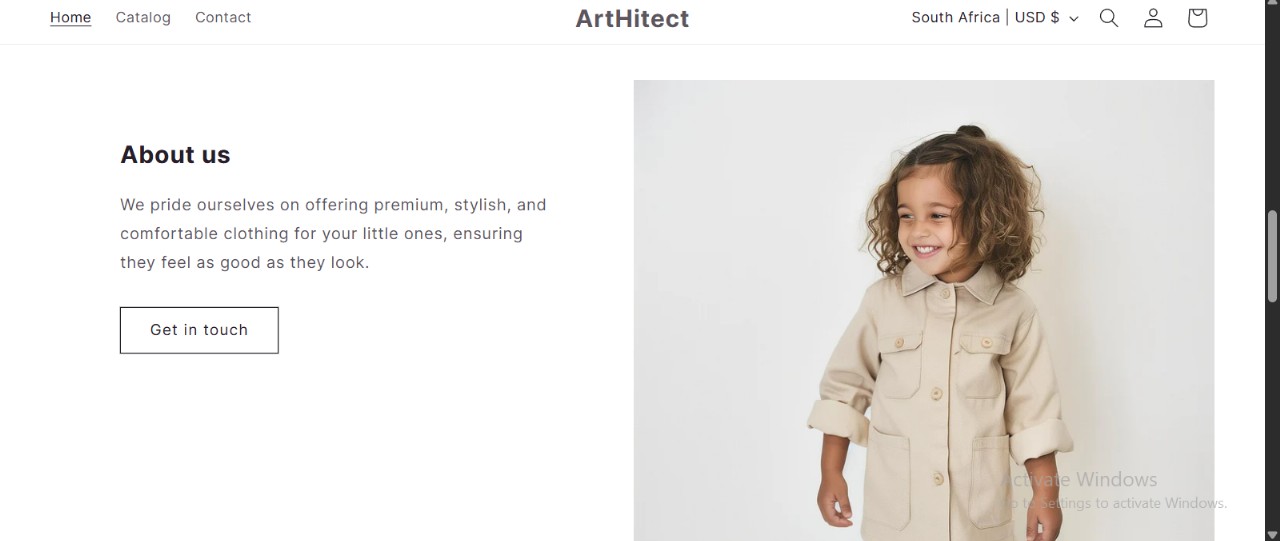 Home Catalog Contact ArtHitect South Africa | USD $
About us
We pride ourselves on offering premium, stylish, and
comfortable clothing for your little ones, ensuring
they feel as good as they look.
Get in touch
Activate Windows
Go to Settings to activate Windows.